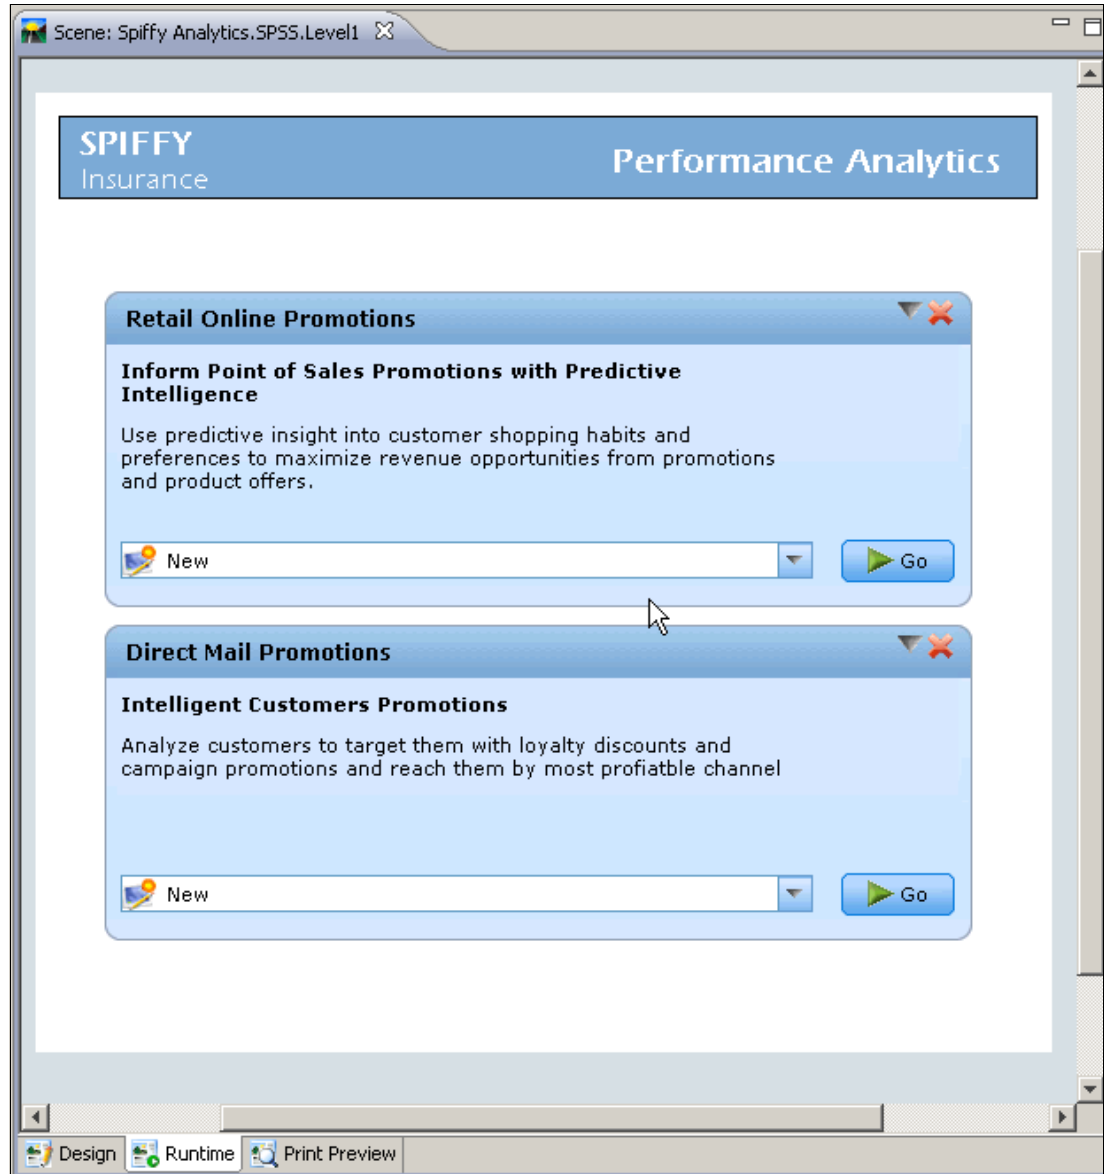 Scene: Spiffy Analytics.SPSS.Level1
SPIFFY
Insurance
Performance Analytics
Retail Online Promotions
Inform Point of Sales Promotions with Predictive
Intelligence
Use predictive insight into customer shopping habits and
preferences to maximize revenue opportunities from promotions
and product offers.
New
Go
Direct Mail Promotions
Intelligent Customers Promotions
Analyze customers to target them with loyalty discounts and
campaign promotions and reach them by most profiatble channel
New
Go
Design Runtime Print Preview